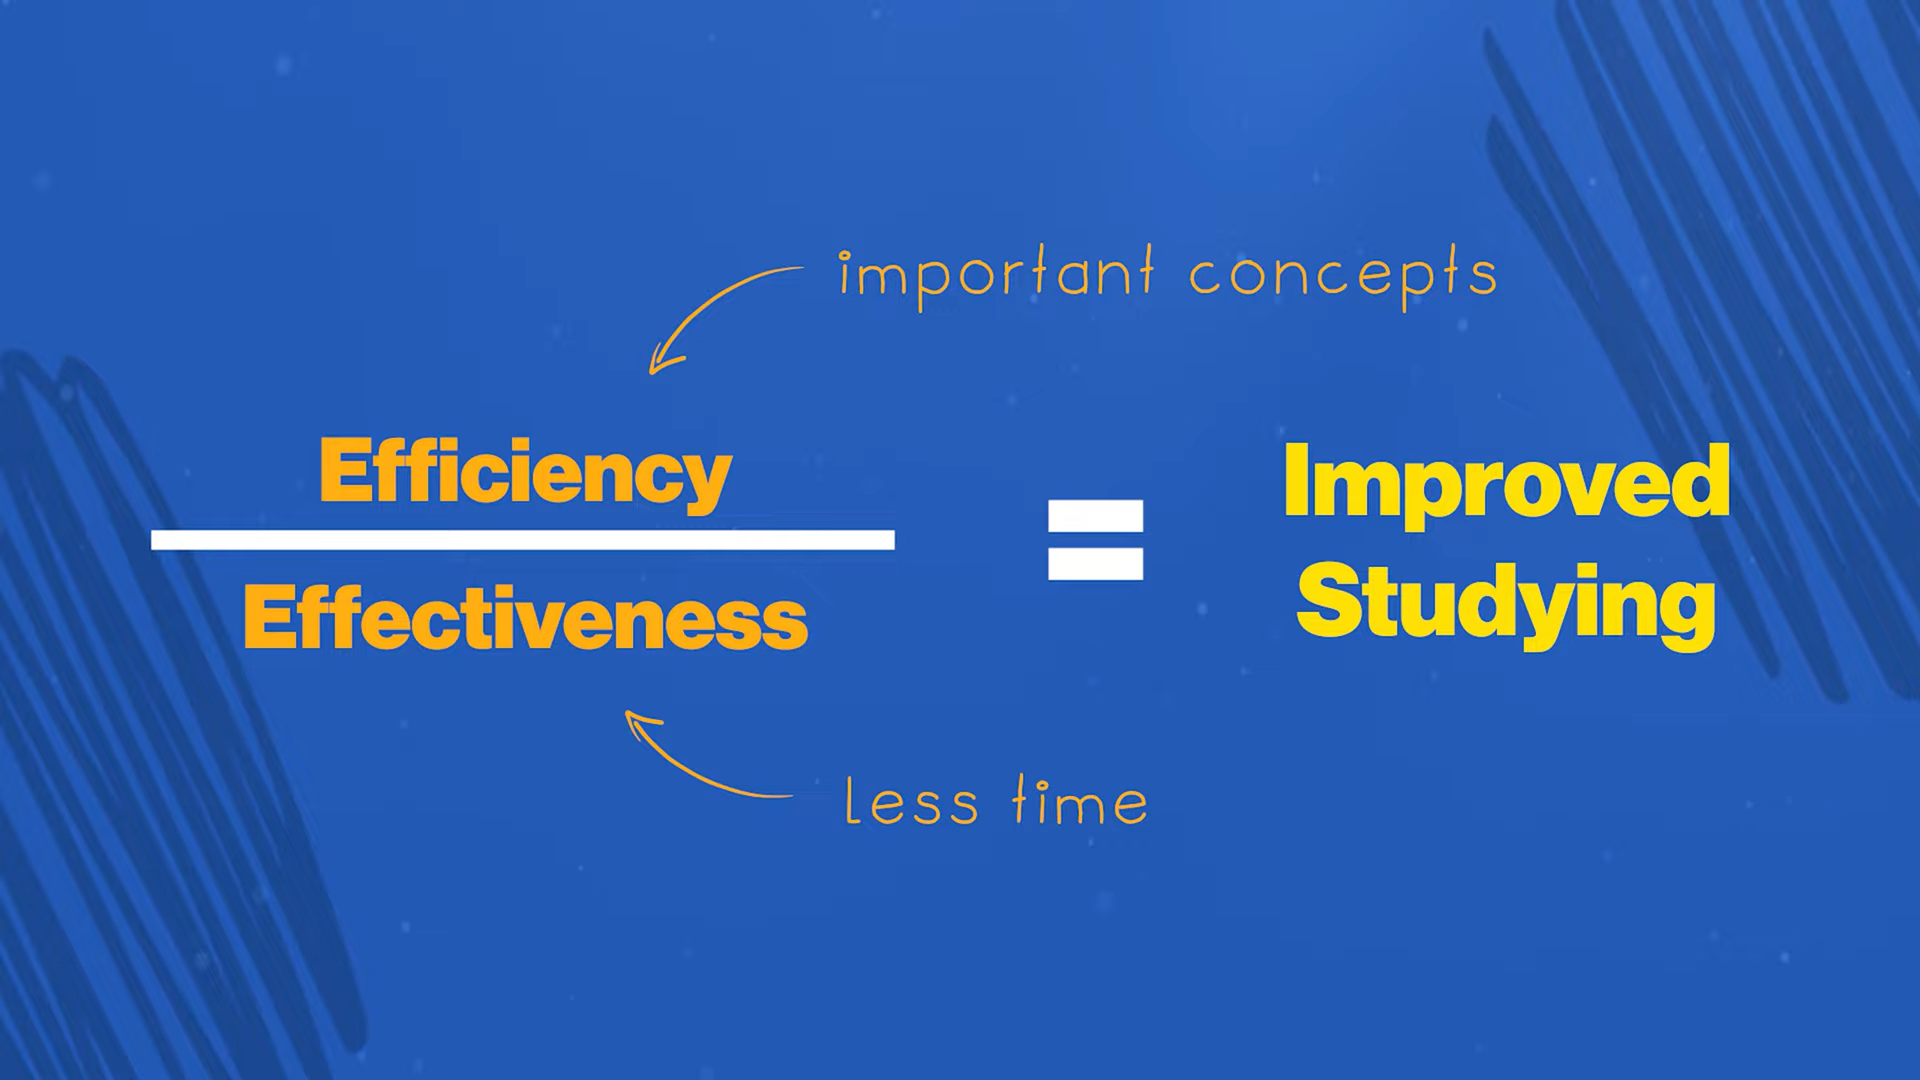 important concepts
Efficiency
Effectiveness
=
Improved
Studying
less time